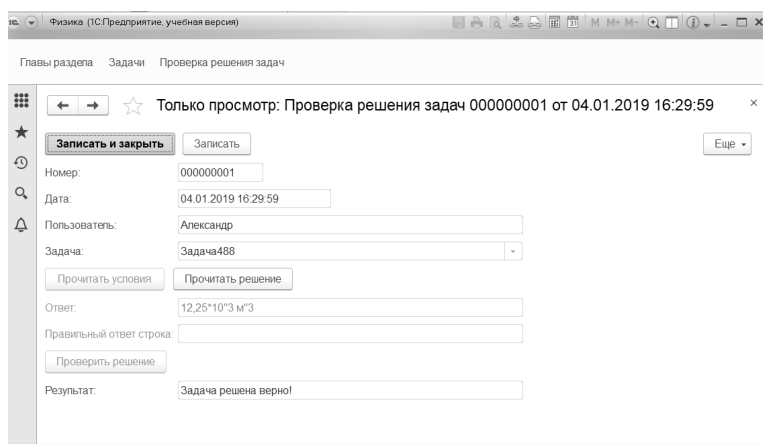 Физика (1С:Предприятие, учебная версия)
M M+ M-
Главы раздела Задачи Проверка решения задач
Только просмотр: Проверка решения задач 000000001 от 04.01.2019 16:29:59
Записать и закрыть Записать Еще
Номер: 000000001
Дата: 04.01.2019 16:29:59
Пользователь: Александр
Задача: Задача488
Прочитать условия Прочитать решение
Ответ: 12,25*10"3 м"3
Правильный ответ строка:
Проверить решение
Результат: Задача решена верно!